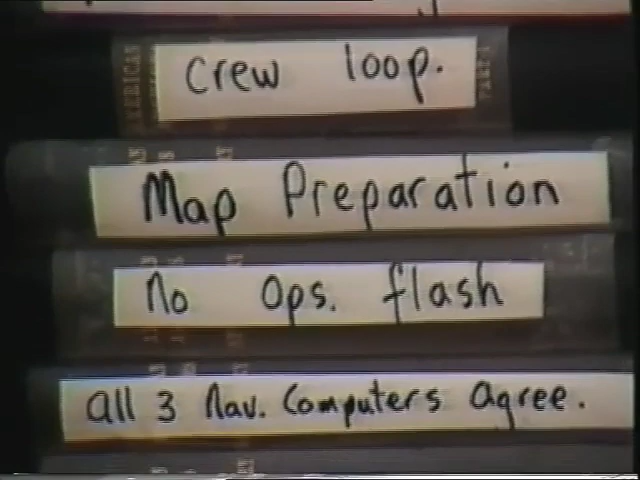 Crew loop.
Map Preparation
No Ops. flash
All 3 Nav. Computers Agree.